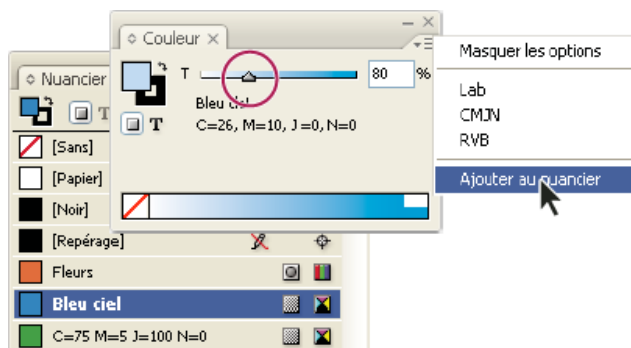 Couleur
T 80 %
Bleu ciel
C=26, M=10, J=0, N=0
T
Masquer les options
Lab
CMJN
RVB
Ajouter au nuancier
Nuancier
T
[Sans]
[Papier]
[Noir]
[Repérage]
Fleurs
Bleu ciel
C=75 M=5 J=100 N=0